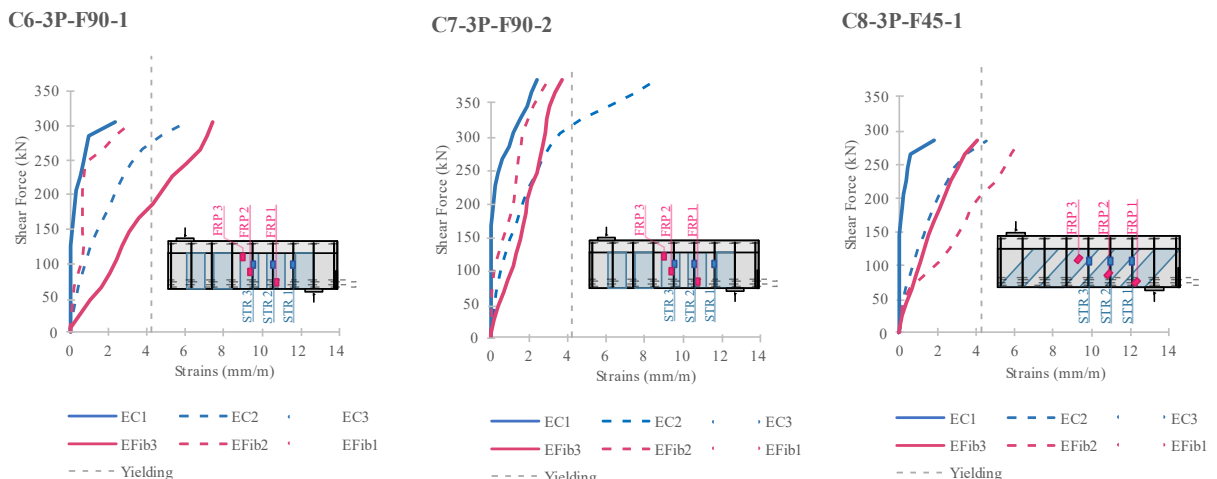 C6-3P-F90-1
350
300
250
200
150
100
50
0
Shear Force (kN)
0 2 4 6 8 10 12 14
Strains (mm/m)
FRP 3
FRP 2
FRP 1
STR 3
STR 2
STR 1
EC1 EC2 EC3
EFib3 EFib2 EFib1
Yielding
C7-3P-F90-2
350
300
250
200
150
100
50
0
Shear Force (kN)
0 2 4 6 8 10 12 14
Strains (mm/m)
FRP 3
FRP 2
FRP 1
STR 3
STR 2
STR 1
EC1 EC2 EC3
EFib3 EFib2 EFib1
Yielding
C8-3P-F45-1
350
300
250
200
150
100
50
0
Shear Force (kN)
0 2 4 6 8 10 12 14
Strains (mm/m)
FRP 3
FRP 2
FRP 1
STR 3
STR 2
STR 1
EC1 EC2 EC3
EFib3 EFib2 EFib1
Yielding